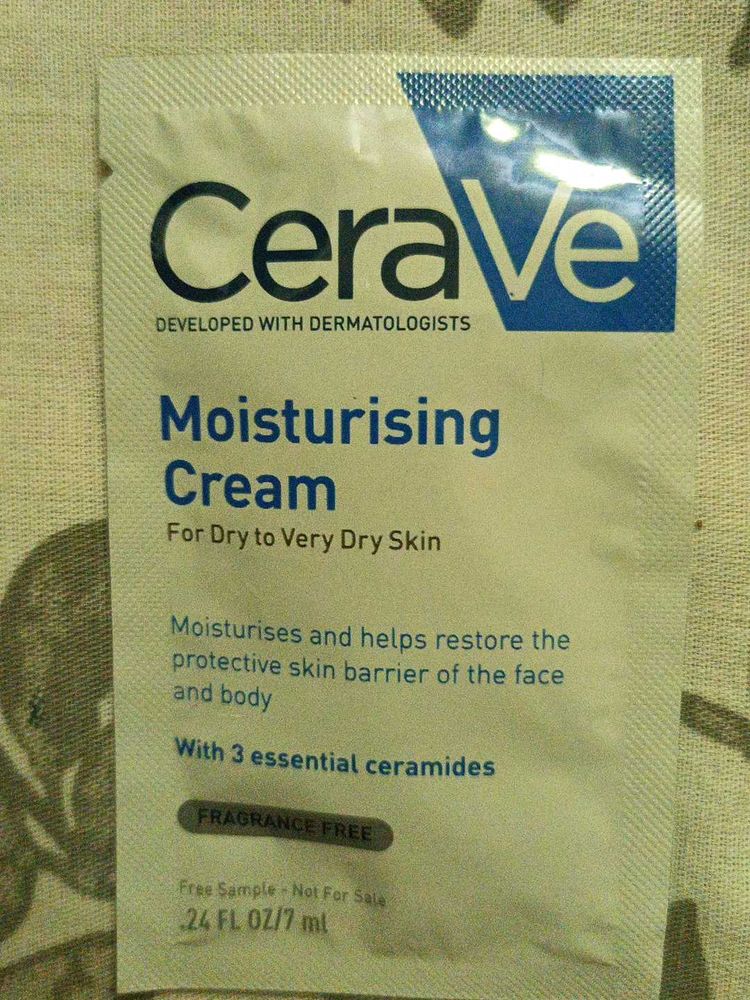 CeraVe
DEVELOPED WITH DERMATOLOGISTS
Moisturising
Cream
For Dry to Very Dry Skin
Moisturises and helps restore the
protective skin barrier of the face
and body
With 3 essential ceramides
FRAGRANCE FREE
Free Sample - Not For Sale
.24 FL OZ/7 ml